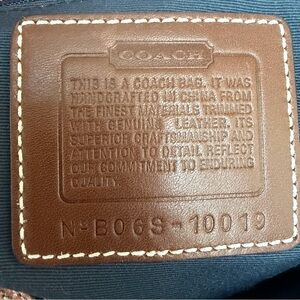 COACH
THIS IS A COACH BAG. IT WAS
HANDCRAFTED IN CHINA FROM
THE FINEST MATERIALS TRIMMED
WITH GENUINE LEATHER. ITS
SUPERIOR CRAFTSMANSHIP AND
ATTENTION TO DETAIL REFLECT
OUR COMMITMENT TO ENDURING
QUALITY.
Nº B06S-10019